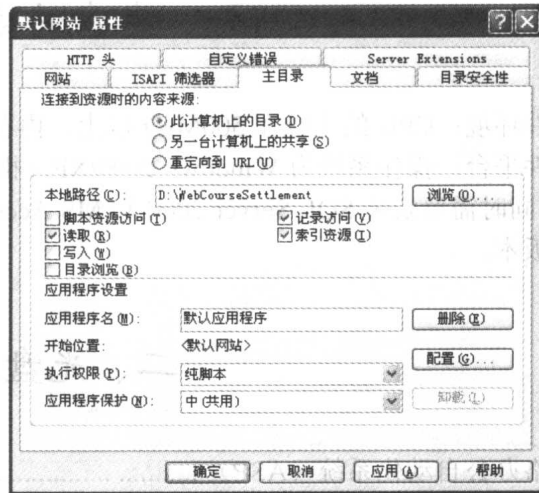 默认网站 属性
HTTP 头 自定义错误 Server Extensions
网站 ISAPI 筛选器 主目录 文档 目录安全性
连接到资源时的内容来源:
此计算机上的目录(D)
另一台计算机上的共享(S)
重定向到 URL(U)
本地路径(C): D:\WebCourseSettlement 浏览(O)...
脚本资源访问(T) 记录访问(V)
读取(R) 索引资源(I)
写入(W)
目录浏览(B)
应用程序设置
应用程序名(M): 默认应用程序 删除(E)
开始位置: <默认网站>
配置(G)...
执行权限(P): 纯脚本
应用程序保护(N): 中(共用) 卸载(L)
确定 取消 应用(A) 帮助